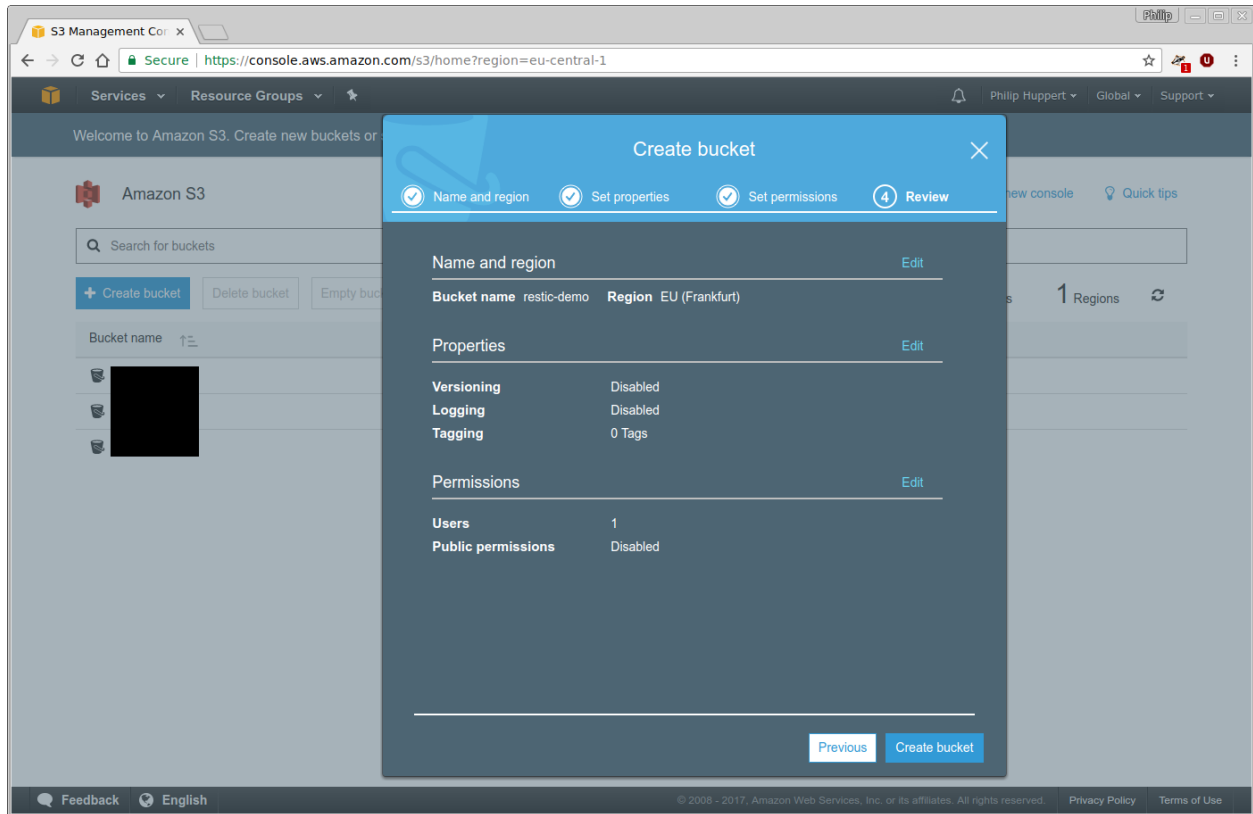 Philip
S3 Management Con
Secure https://console.aws.amazon.com/s3/home?region=eu-central-1
1
Services Resource Groups Philip Huppert Global Support
Welcome to Amazon S3. Create new buckets or
Create bucket
Amazon S3
Name and region Set properties Set permissions 4 Review
new console Quick tips
Search for buckets
Name and region Edit
Create bucket Delete bucket Empty buc
s 1 Regions
Bucket name restic-demo Region EU (Frankfurt)
Bucket name
Properties Edit
Versioning Disabled
Logging Disabled
Tagging 0 Tags
Permissions Edit
Users 1
Public permissions Disabled
Previous Create bucket
Feedback English © 2008 - 2017, Amazon Web Services, Inc. or its affiliates. All rights reserved. Privacy Policy Terms of Use